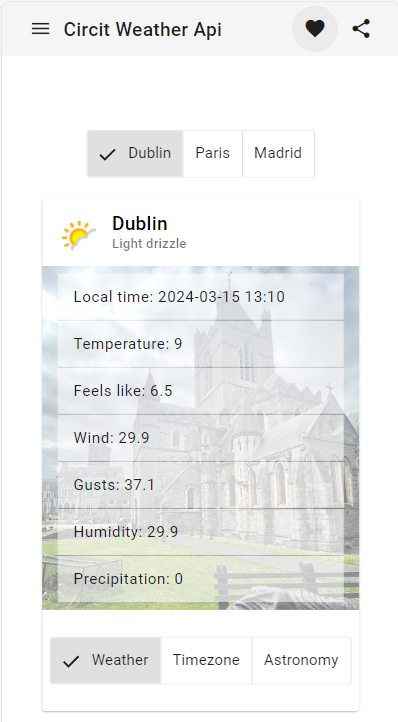 Circit Weather Api
Dublin Paris Madrid
Dublin
Light drizzle
Local time: 2024-03-15 13:10
Temperature: 9
Feels like: 6.5
Wind: 29.9
Gusts: 37.1
Humidity: 29.9
Precipitation: 0
Weather Timezone Astronomy